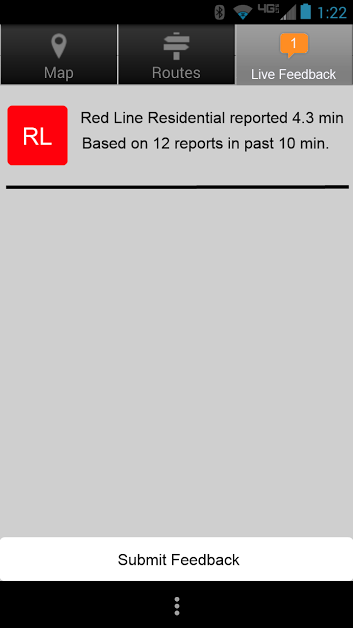 4G 1:22
Map
Routes
1
Live Feedback
RL
Red Line Residential reported 4.3 min
Based on 12 reports in past 10 min.
Submit Feedback